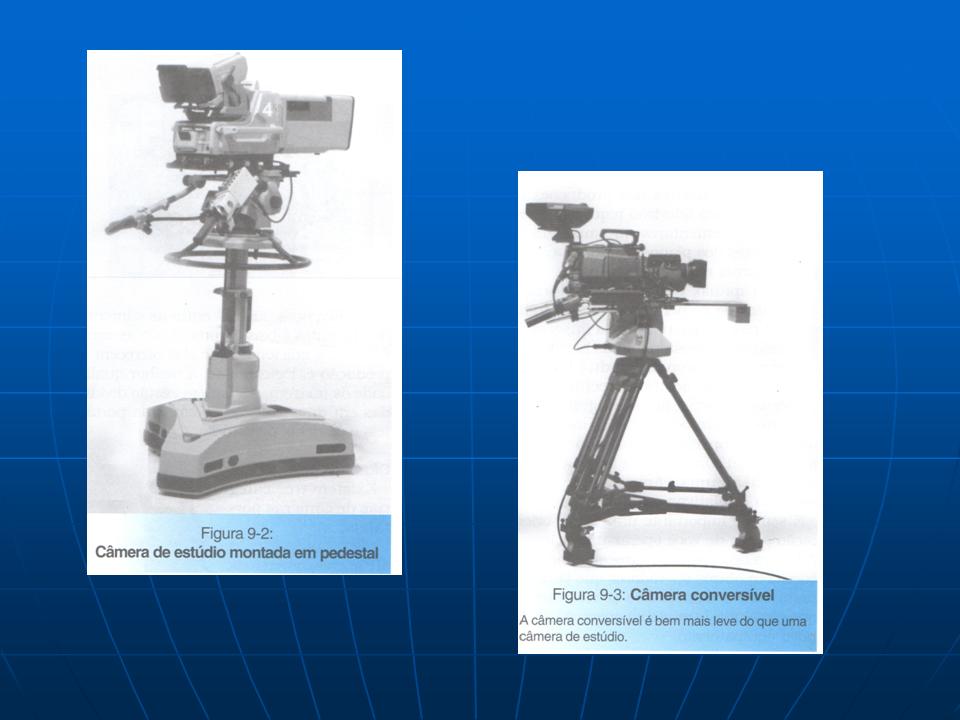 4
Figura 9-2:
Câmera de estúdio montada em pedestal
Figura 9-3: Câmera conversível
A câmera conversível é bem mais leve do que uma
câmera de estúdio.